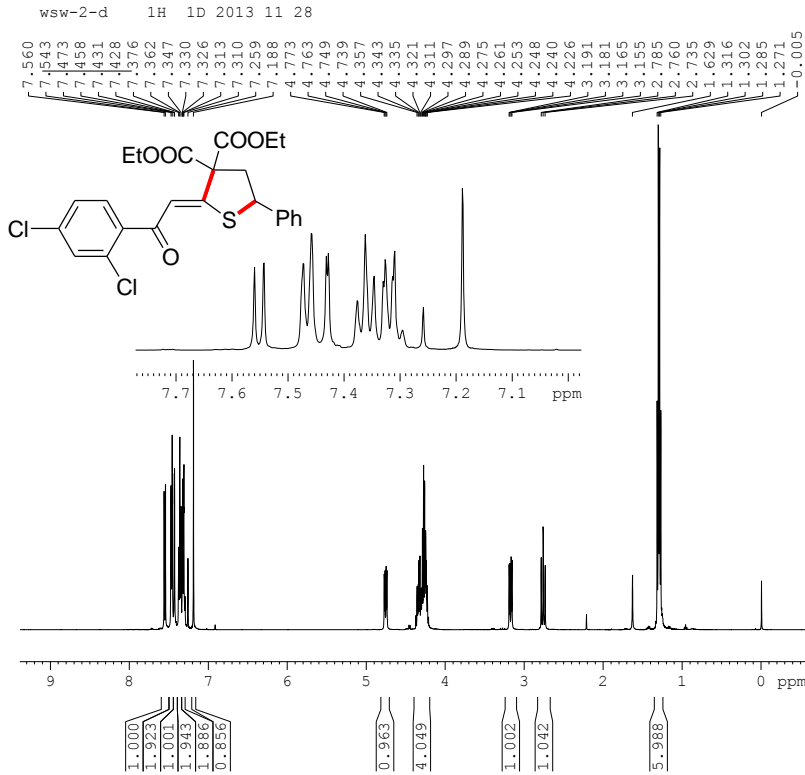 wsw-2-d 1H 1D 2013 11 28
7.560 7.543 7.473 7.458 7.431 7.428 7.376 7.362 7.347 7.330 7.326 7.313 7.310 7.259 7.188 4.773 4.763 4.749 4.739 4.357 4.343 4.335 4.321 4.311 4.297 4.289 4.275 4.261 4.253 4.248 4.240 4.226 3.191 3.181 3.165 3.155 2.785 2.760 2.735 1.629 1.316 1.302 1.285 1.271 -0.005
EtOOC COOEt
S Ph
Cl O
Cl
7.7 7.6 7.5 7.4 7.3 7.2 7.1 ppm
9 8 7 6 5 4 3 2 1 0 ppm
1.000 1.923 1.001 1.943 1.886 0.856 0.963 4.049 1.002 1.042 5.988